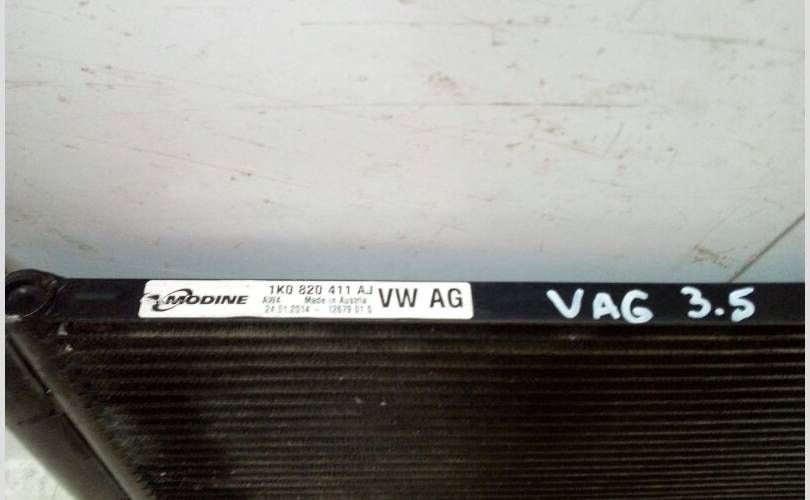 MODINE
1K0 820 411 AJ
AW4 Made in Austria
24.01.2014 - 12679 01 S
VW AG
VAG 3.5